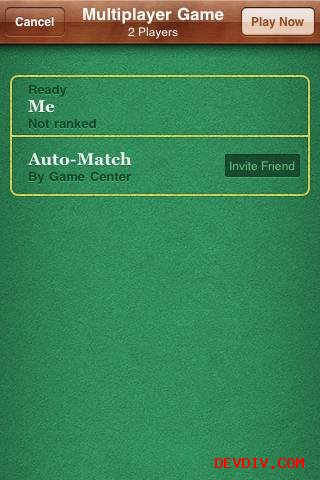 Cancel
Multiplayer Game
2 Players
Play Now
Ready
Me
Not ranked
Auto-Match
By Game Center
Invite Friend
DEVDIV.COM